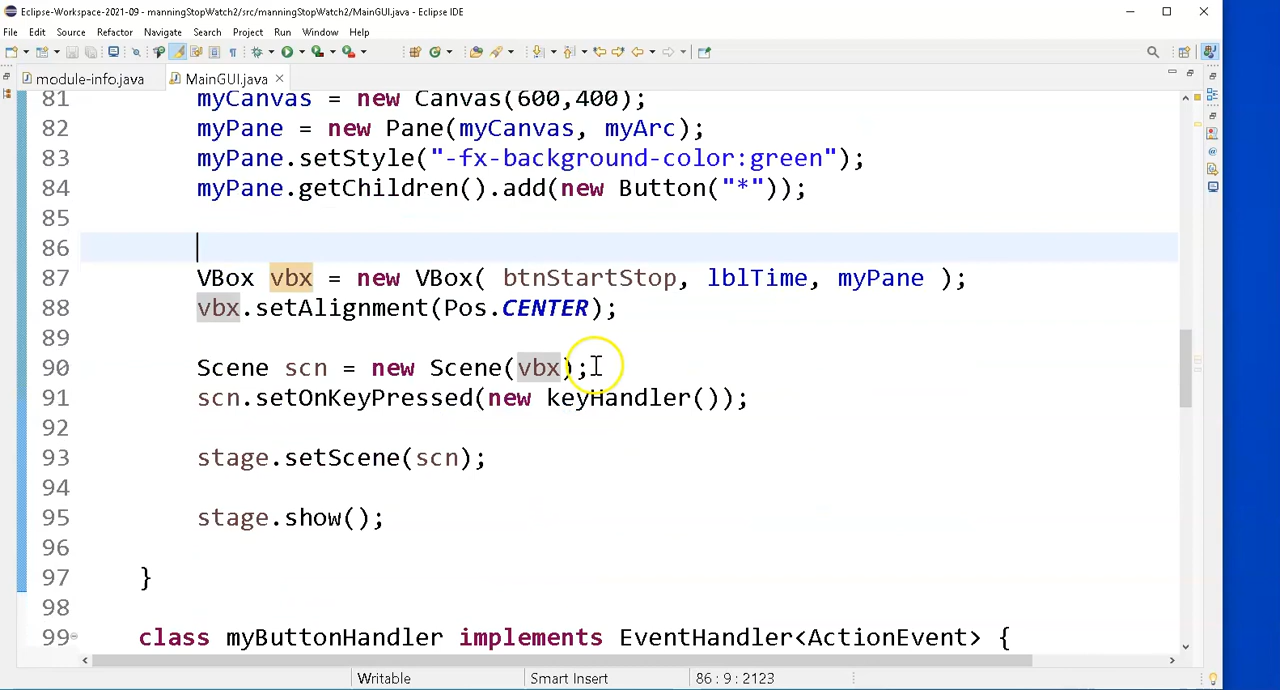 Eclipse-Workspace-2021-09 - manningStopWatch2/src/manningStopWatch2/MainGUI.java - Eclipse IDE
File Edit Source Refactor Navigate Search Project Run Window Help
module-info.java MainGUI.java
81 myCanvas = new Canvas(600,400);
82 myPane = new Pane(myCanvas, myArc);
83 myPane.setStyle("-fx-background-color:green");
84 myPane.getChildren().add(new Button("*"));
85
86
87 VBox vbx = new VBox( btnStartStop, lblTime, myPane );
88 vbx.setAlignment(Pos.CENTER);
89
90 Scene scn = new Scene(vbx);
91 scn.setOnKeyPressed(new keyHandler());
92
93 stage.setScene(scn);
94
95 stage.show();
96
97 }
98
99 class myButtonHandler implements EventHandler<ActionEvent> {
Writable Smart Insert 86 : 9 : 2123